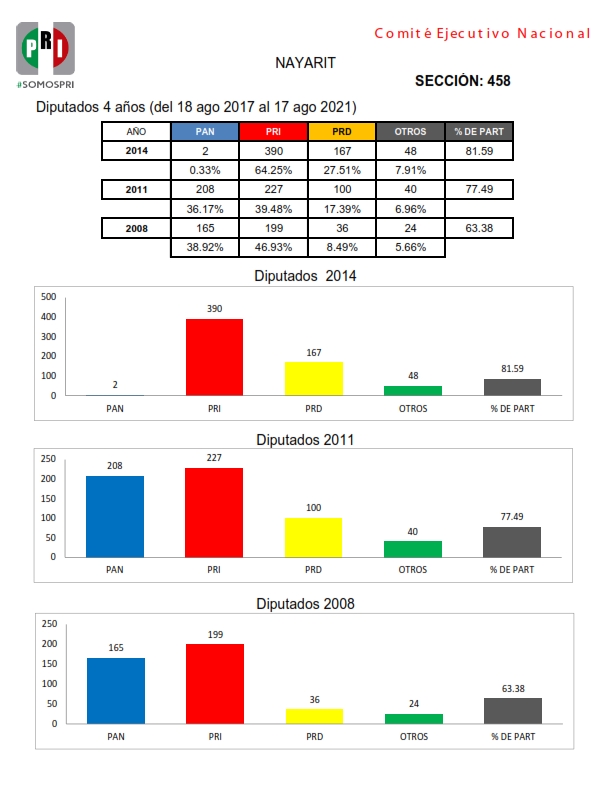 Comité Ejecutivo Nacional
PRI
#SOMOSPRI
NAYARIT
SECCIÓN: 458
Diputados 4 años (del 18 ago 2017 al 17 ago 2021)
AÑO PAN PRI PRD OTROS % DE PART
2014 2 390 167 48 81.59
0.33% 64.25% 27.51% 7.91%
2011 208 227 100 40 77.49
36.17% 39.48% 17.39% 6.96%
2008 165 199 36 24 63.38
38.92% 46.93% 8.49% 5.66%
Diputados 2014
500
400
300
200
100
0
2 390 167 48 81.59
PAN PRI PRD OTROS % DE PART
Diputados 2011
250
200
150
100
50
0
208 227 100 40 77.49
PAN PRI PRD OTROS % DE PART
Diputados 2008
250
200
150
100
50
0
165 199 36 24 63.38
PAN PRI PRD OTROS % DE PART